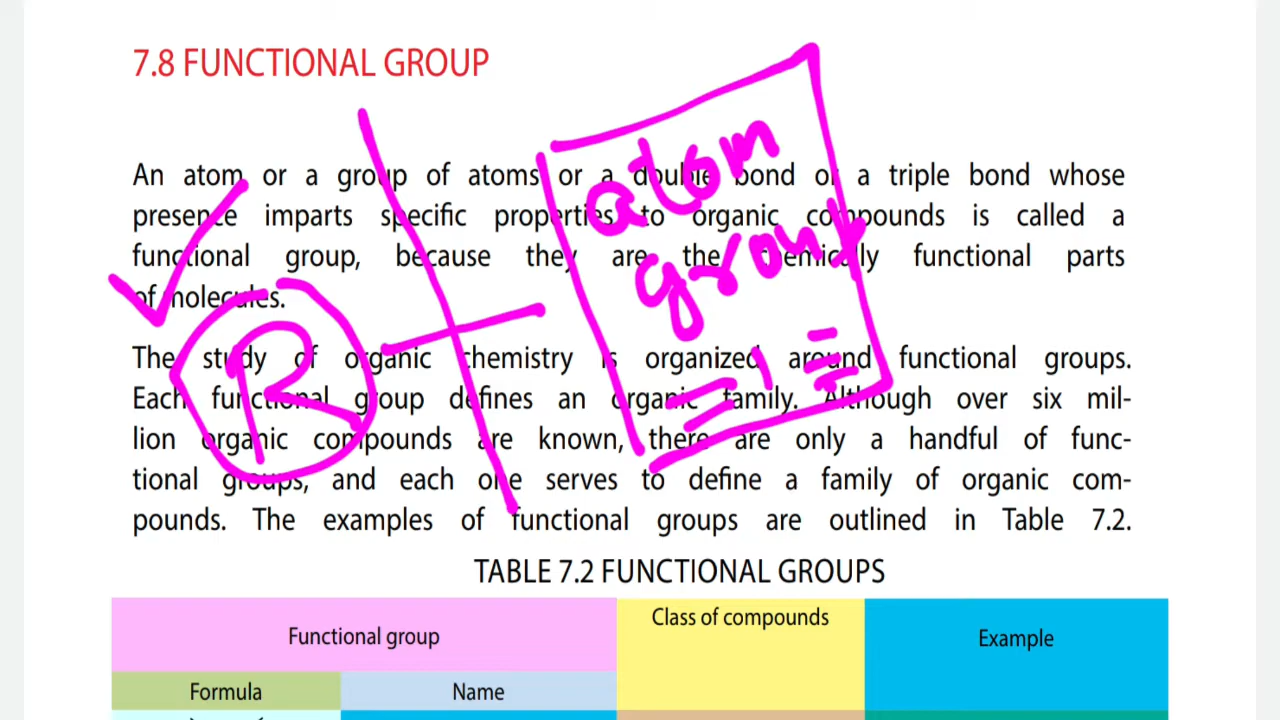 7.8 FUNCTIONAL GROUP
An atom or a group of atoms or a double bond or a triple bond whose
presence imparts specific properties to organic compounds is called a
functional group, because they are the chemically functional parts
of molecules.
The study of organic chemistry is organized around functional groups.
Each functional group defines an organic family. Although over six mil-
lion organic compounds are known, there are only a handful of func-
tional groups, and each one serves to define a family of organic com-
pounds. The examples of functional groups are outlined in Table 7.2.
R
atom
group
= , ≡
TABLE 7.2 FUNCTIONAL GROUPS
Functional group
Class of compounds
Example
Formula
Name